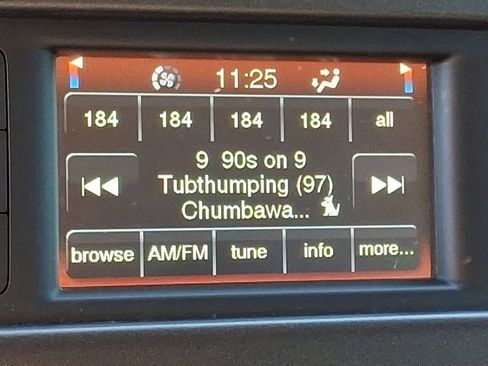 11:25
184 184 184 184 all
9 90s on 9
Tubthumping (97)
Chumbawa...
browse AM/FM tune info more...